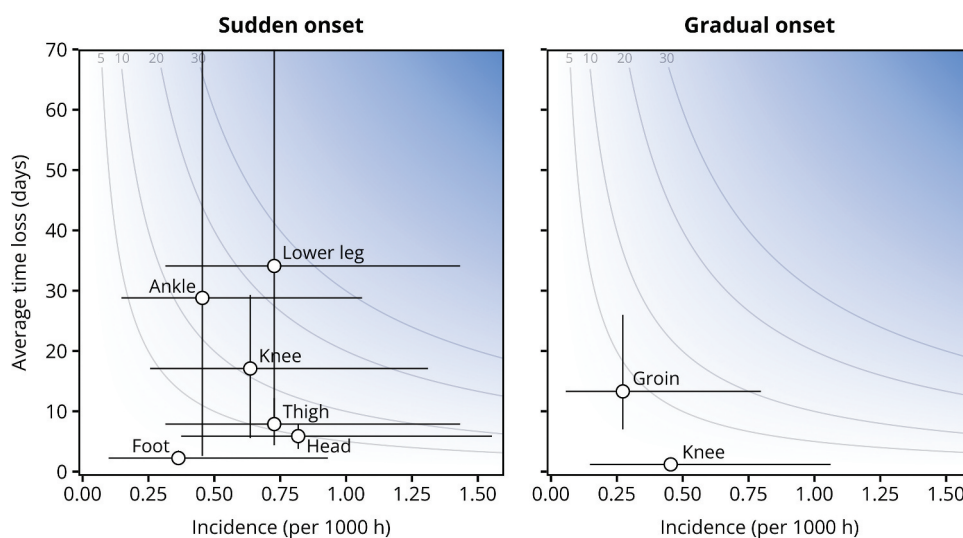 Sudden onset
Gradual onset
70
60
50
40
30
20
10
0
Average time loss (days)
5 10 20 30
5 10 20 30
Lower leg
Ankle
Knee
Thigh
Head
Foot
Groin
Knee
0.00 0.25 0.50 0.75 1.00 1.25 1.50
0.00 0.25 0.50 0.75 1.00 1.25 1.50
Incidence (per 1000 h)
Incidence (per 1000 h)